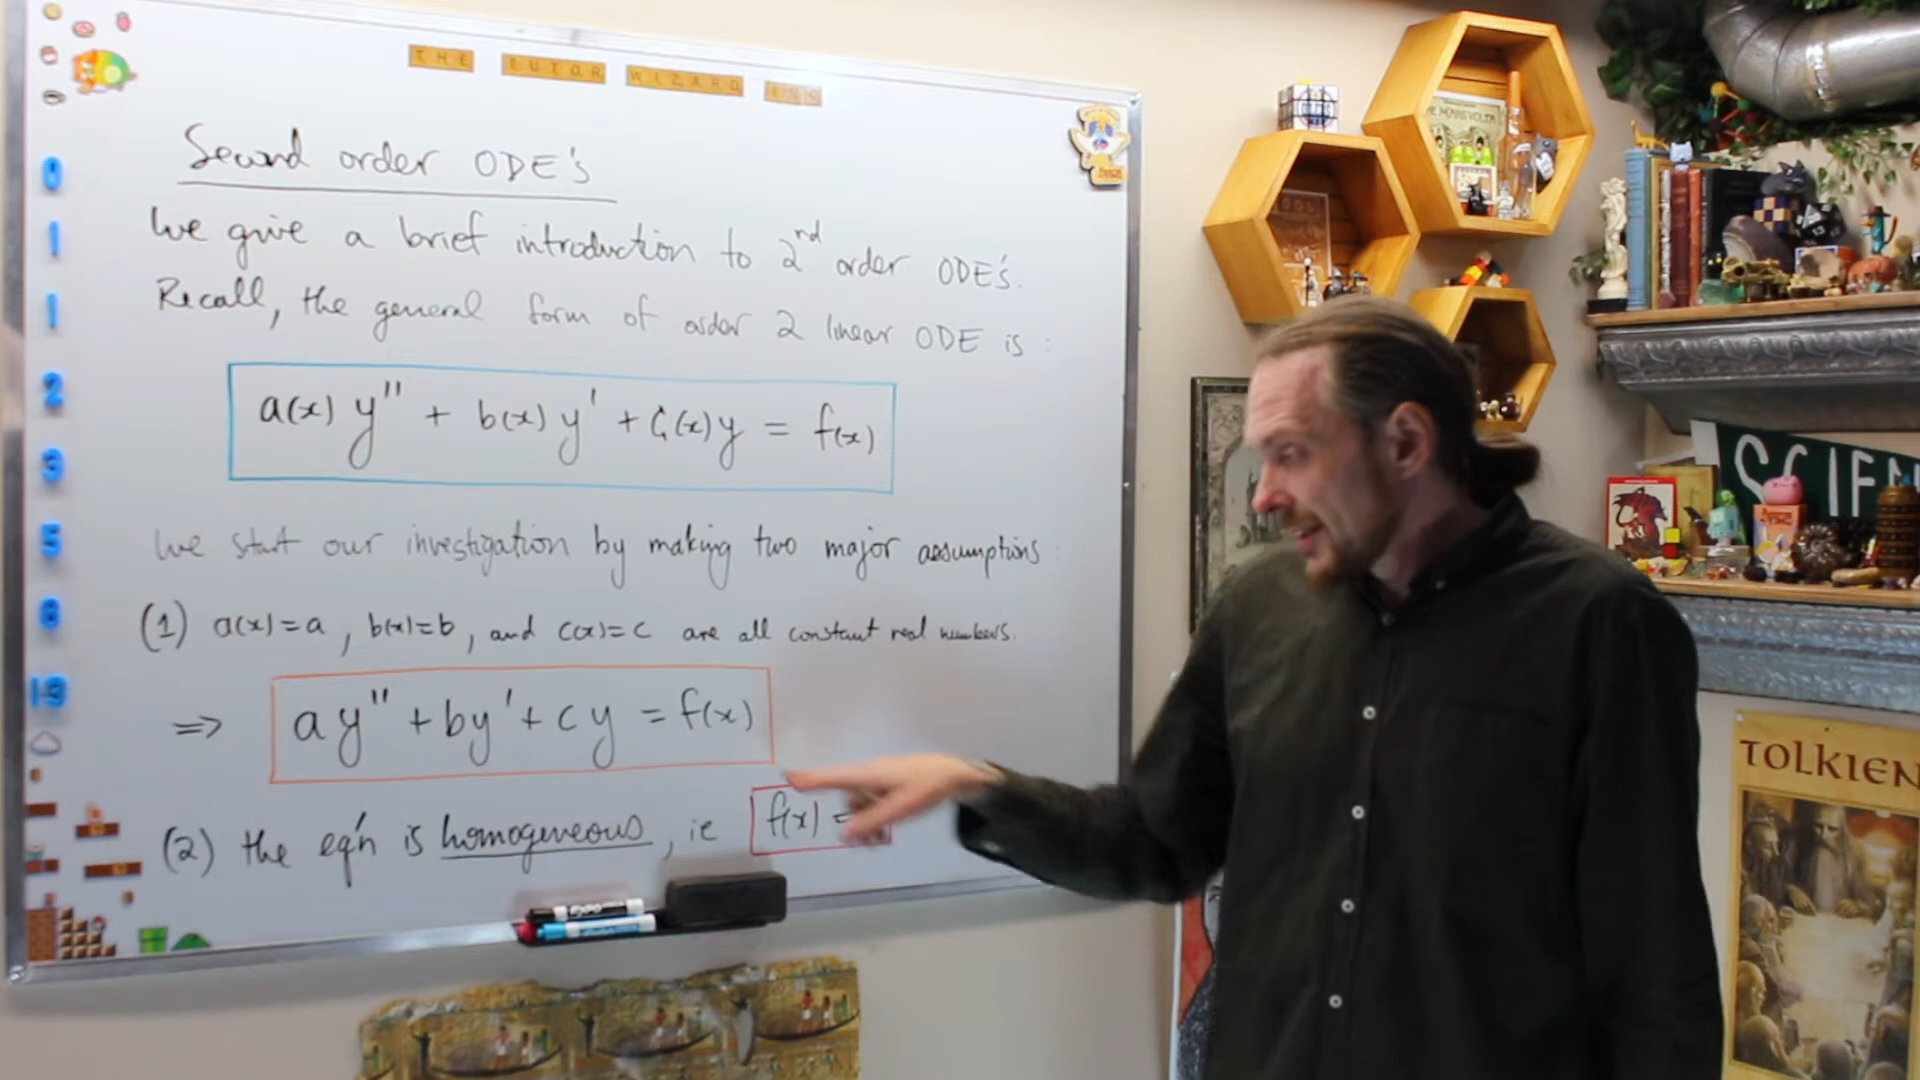 THE TUTOR WIZARD INC
Second order ODE's
We give a brief introduction to 2nd order ODE's.
Recall, the general form of order 2 linear ODE is :
a(x) y'' + b(x) y' + c(x) y = f(x)
We start our investigation by making two major assumptions :
(1) a(x)=a, b(x)=b, and c(x)=c are all constant real numbers.
⇒ ay'' + by' + cy = f(x)
(2) the eq'n is homogeneous, ie f(x) =
0
1
1
2
3
5
8
13
EXPO
SCIEN
TOLKIEN